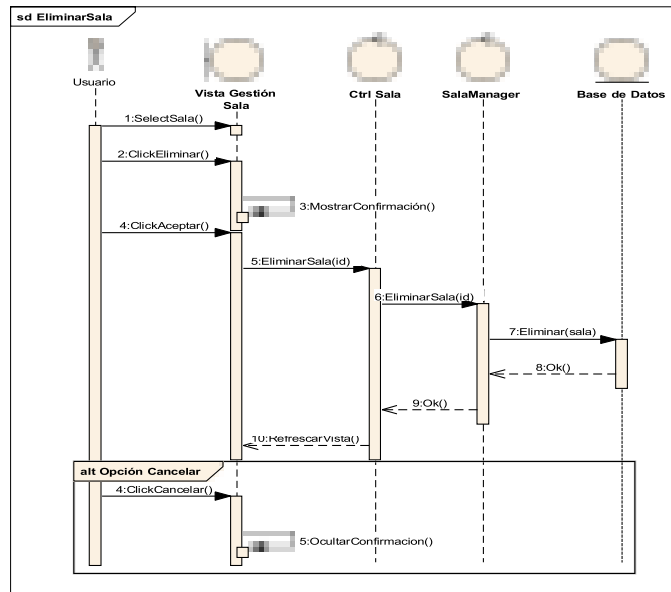 sd EliminarSala
Usuario
Vista Gestión
Sala
Ctrl Sala
SalaManager
Base de Datos
1:SelectSala()
2:ClickEliminar()
3:MostrarConfirmación()
4:ClickAceptar()
5:EliminarSala(id)
6:EliminarSala(id)
7:Eliminar(sala)
8:Ok()
9:Ok()
10:RefrescarVista()
alt Opción Cancelar
4:ClickCancelar()
5:OcultarConfirmacion()